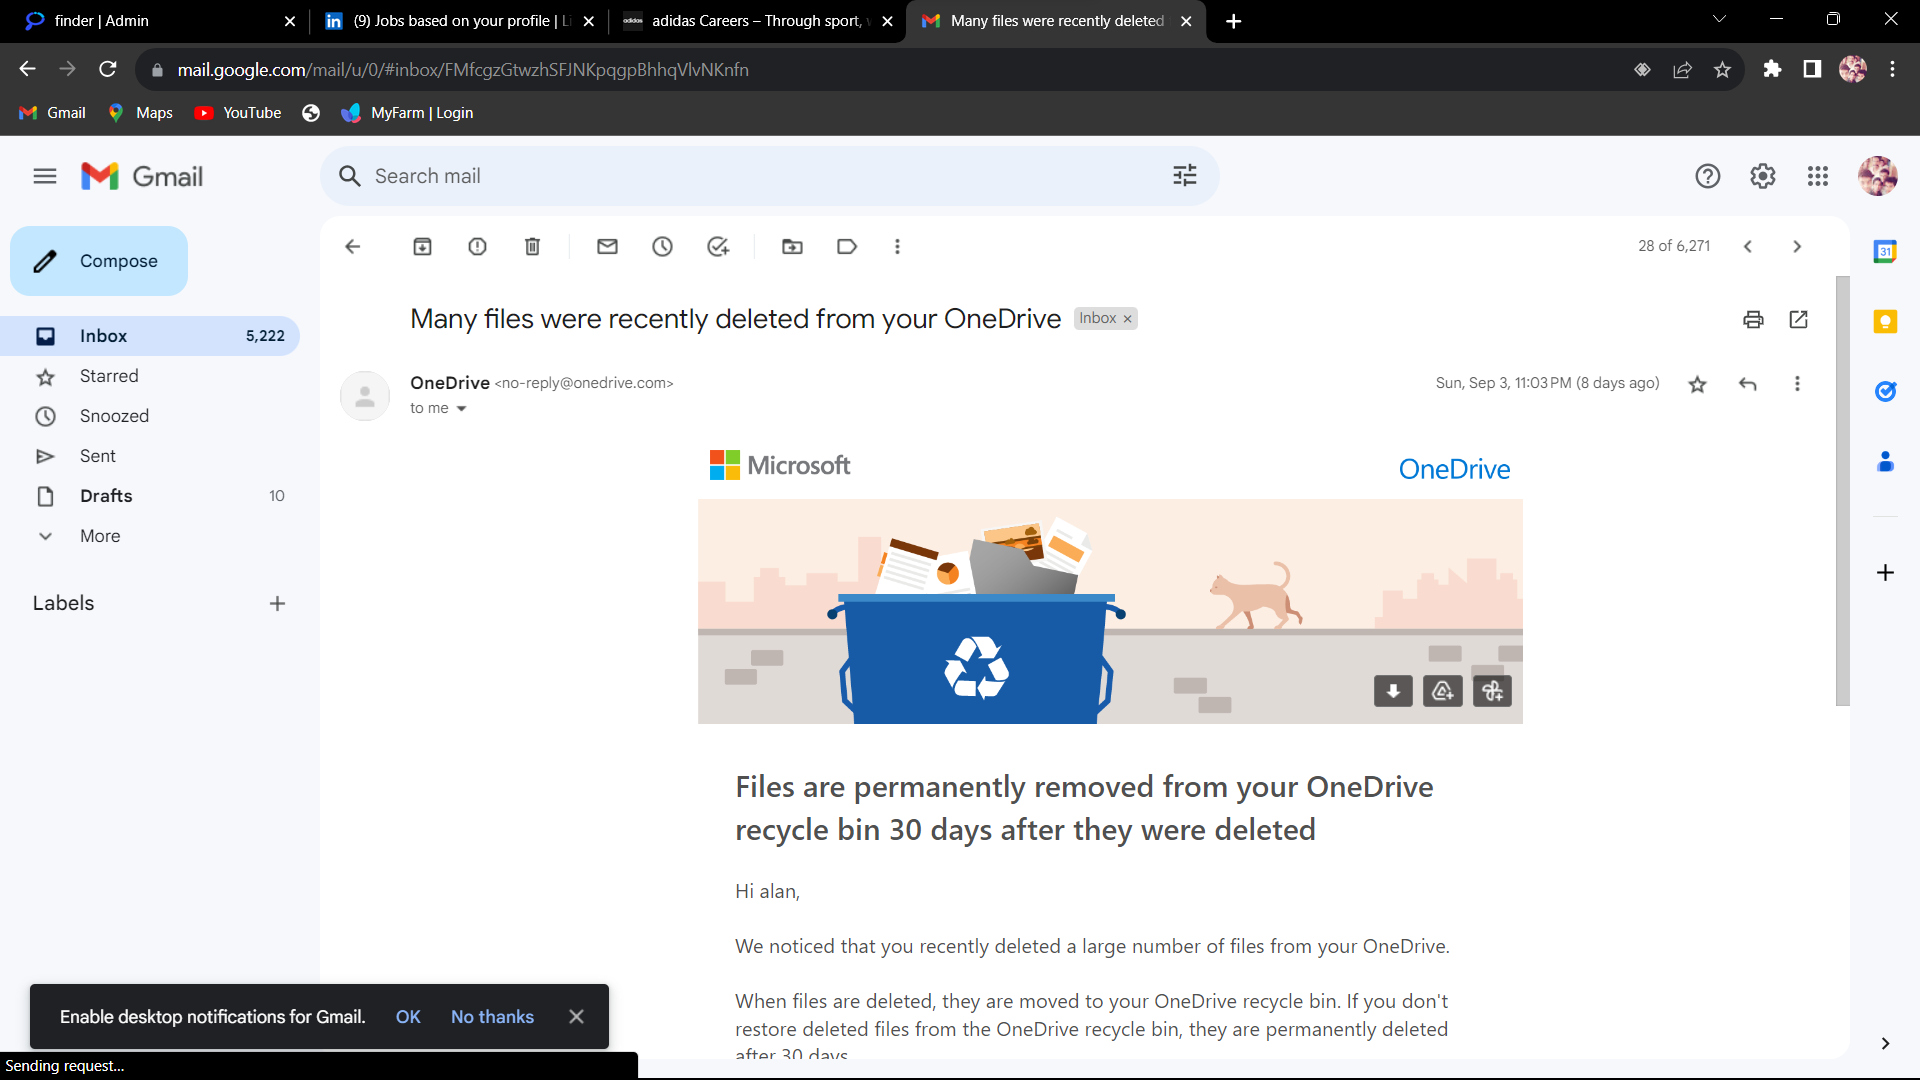 finder | Admin
(9) Jobs based on your profile | Li
adidas Careers – Through sport, w
Many files were recently deleted
mail.google.com/mail/u/0/#inbox/FMfcgzGtwzhSFJNKpqgpBhhqVlvNKnfn
Gmail
Maps
YouTube
MyFarm | Login
Gmail
Search mail
Compose
28 of 6,271
Inbox 5,222
Starred
Snoozed
Sent
Drafts 10
More
Labels
Many files were recently deleted from your OneDrive
Inbox ×
OneDrive <no-reply@onedrive.com>
Sun, Sep 3, 11:03 PM (8 days ago)
to me
Microsoft
OneDrive
Files are permanently removed from your OneDrive
recycle bin 30 days after they were deleted
Hi alan,
We noticed that you recently deleted a large number of files from your OneDrive.
When files are deleted, they are moved to your OneDrive recycle bin. If you don't
restore deleted files from the OneDrive recycle bin, they are permanently deleted
after 30 days
Enable desktop notifications for Gmail. OK No thanks
Sending request...
31